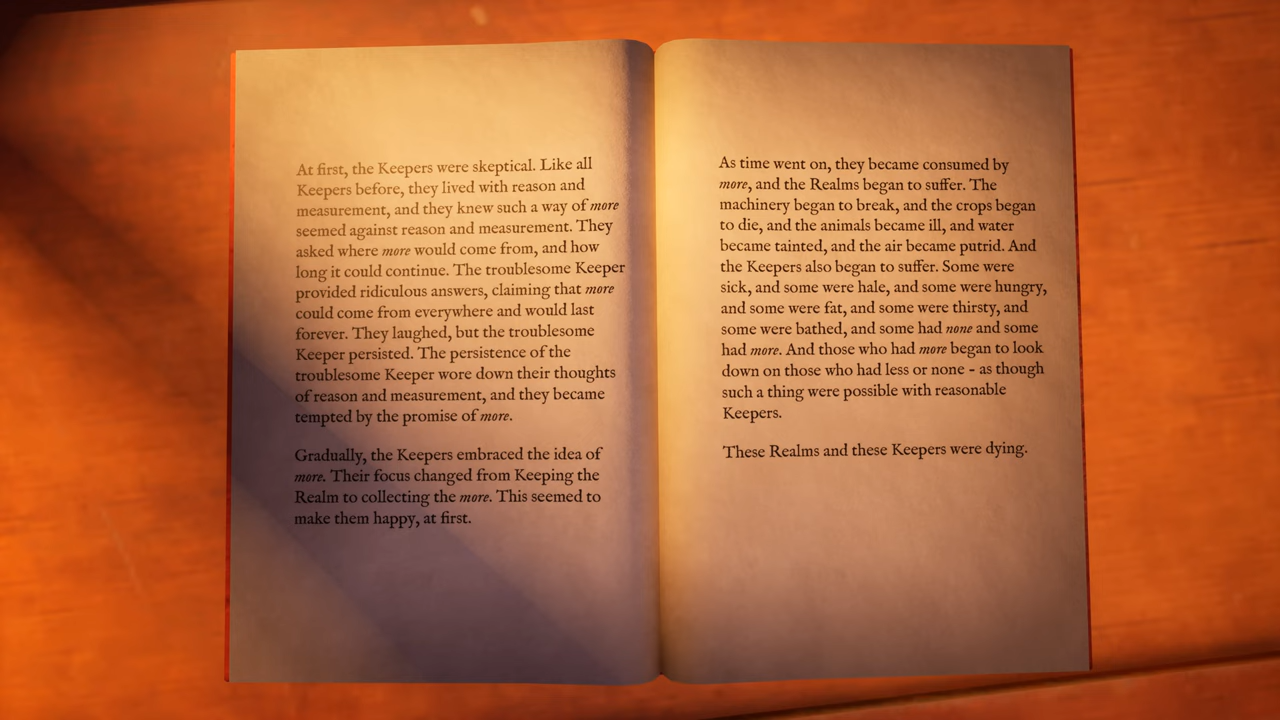 At first, the Keepers were skeptical. Like all
Keepers before, they lived with reason and
measurement, and they knew such a way of more
seemed against reason and measurement. They
asked where more would come from, and how
long it could continue. The troublesome Keeper
provided ridiculous answers, claiming that more
could come from everywhere and would last
forever. They laughed, but the troublesome
Keeper persisted. The persistence of the
troublesome Keeper wore down their thoughts
of reason and measurement, and they became
tempted by the promise of more.
Gradually, the Keepers embraced the idea of
more. Their focus changed from Keeping the
Realm to collecting the more. This seemed to
make them happy, at first.
As time went on, they became consumed by
more, and the Realms began to suffer. The
machinery began to break, and the crops began
to die, and the animals became ill, and water
became tainted, and the air became putrid. And
the Keepers also began to suffer. Some were
sick, and some were hale, and some were hungry,
and some were fat, and some were thirsty, and
some were bathed, and some had none and some
had more. And those who had more began to look
down on those who had less or none - as though
such a thing were possible with reasonable
Keepers.
These Realms and these Keepers were dying.